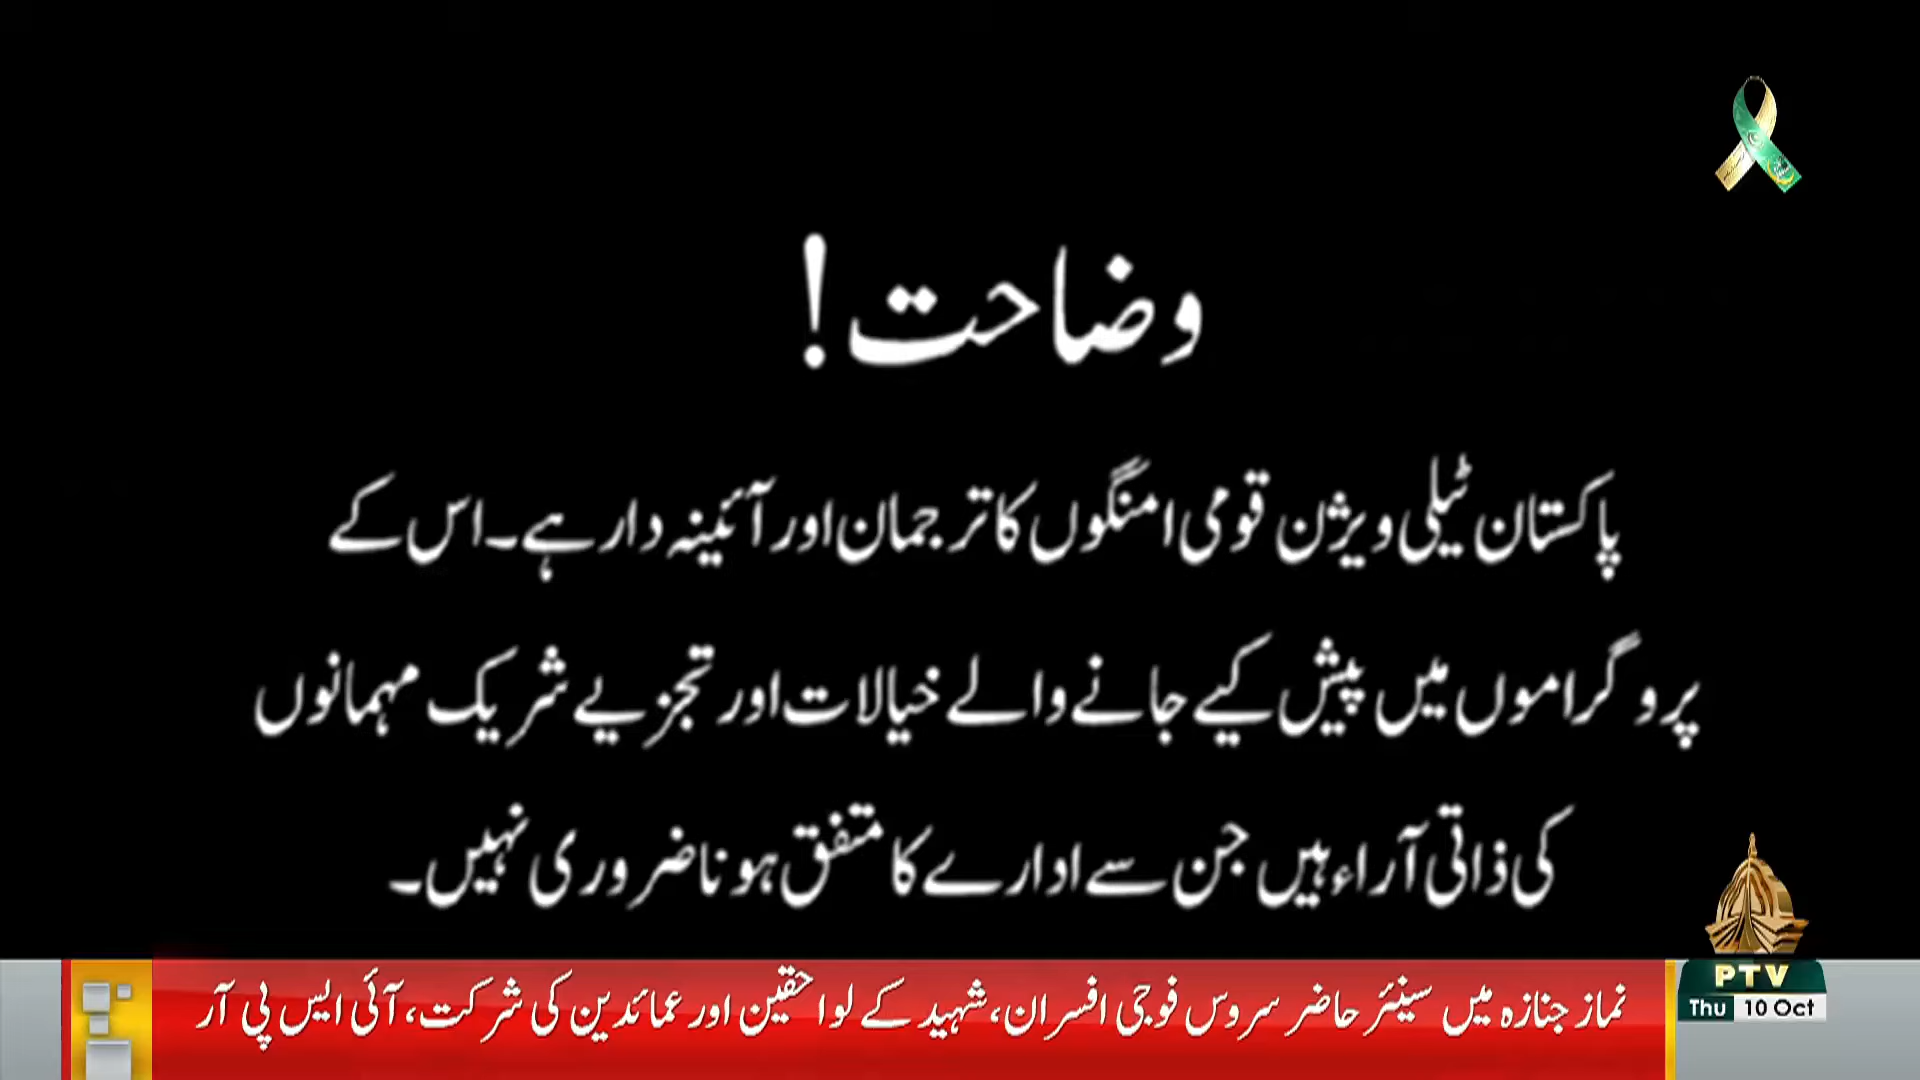 وضاحت!
پاکستان ٹیلی ویژن قومی امنگوں کا ترجمان اور آئینہ دار ہے۔ اس کے
پروگراموں میں پیش کیے جانے والے خیالات اور تجزیے شریک مہمانوں
کی ذاتی آراء ہیں جن سے ادارے کا متفق ہونا ضروری نہیں۔
نماز جنازہ میں سینئر حاضر سروس فوجی افسران، شہید کے لواحقین اور عمائدین کی شرکت، آئی ایس پی آر
PTV
Thu 10 Oct